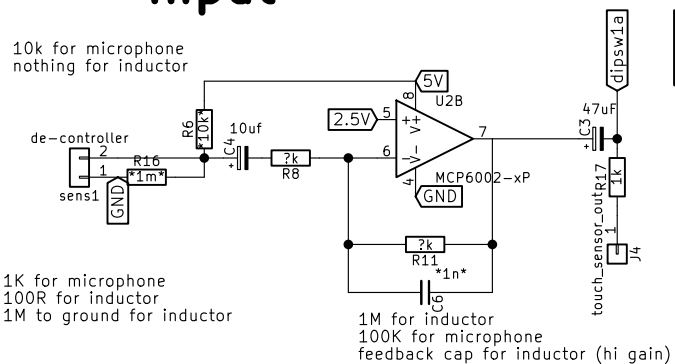 Input
10k for microphone
nothing for inductor
de-controller
2
1
sens1
GND
R6
*10k*
R16
*1m*
10uf
C4
+
?k
R8
5V
8
U2B
2.5V
5
+
V+
7
6
-
V-
4
MCP6002-xP
GND
?k
R11
*1n*
C6
47uF
C3
+
dipsw1a
R17
1k
touch_sensor_out
1
J4
1K for microphone
100R for inductor
1M to ground for inductor
1M for inductor
100K for microphone
feedback cap for inductor (hi gain)